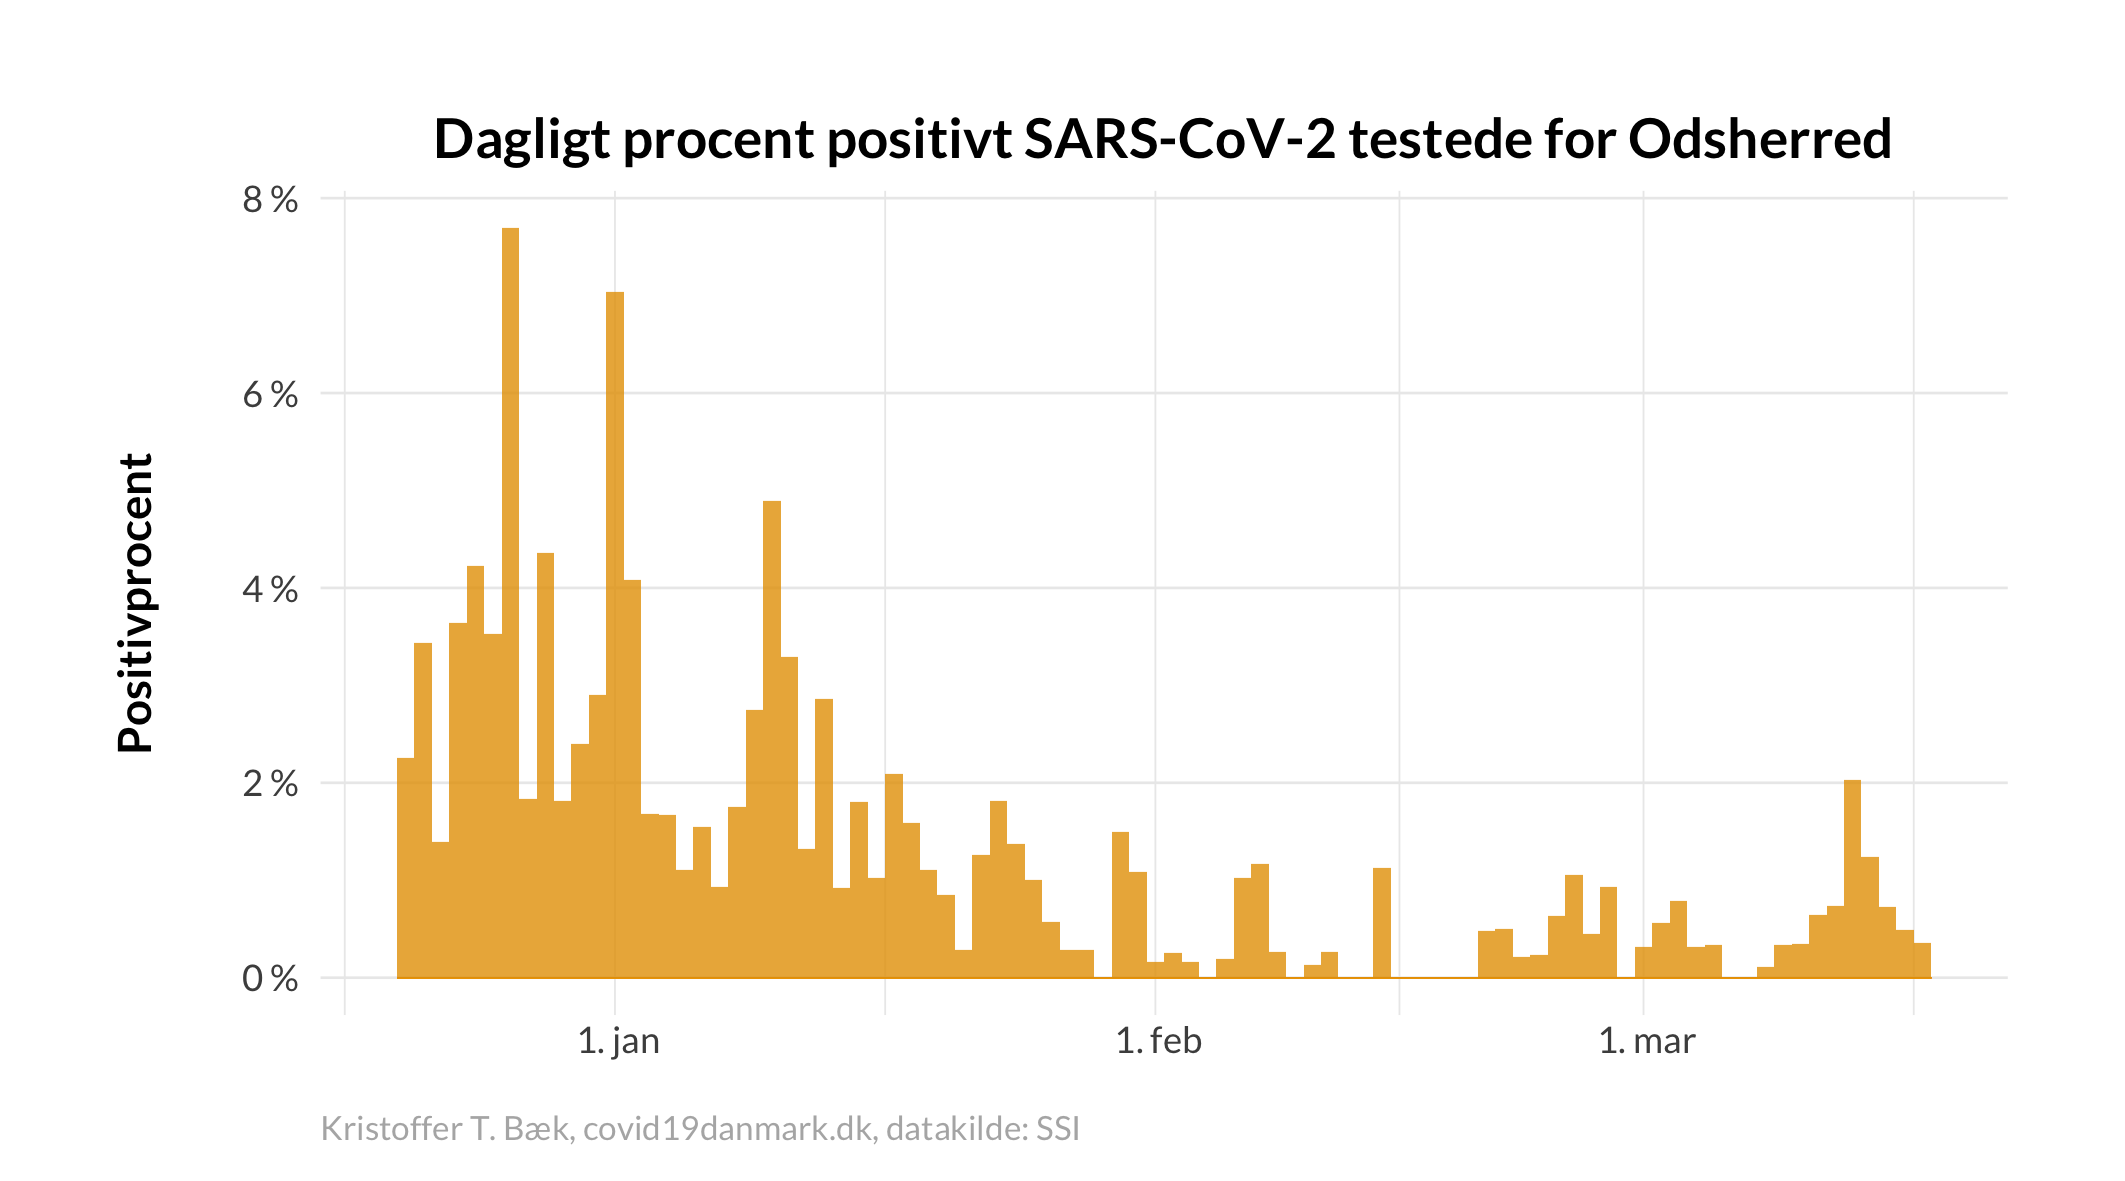 Dagligt procent positivt SARS-CoV-2 testede for Odsherred
Positivprocent
8 %
6 %
4 %
2 %
0 %
1. jan
1. feb
1. mar
Kristoffer T. Bæk, covid19danmark.dk, datakilde: SSI